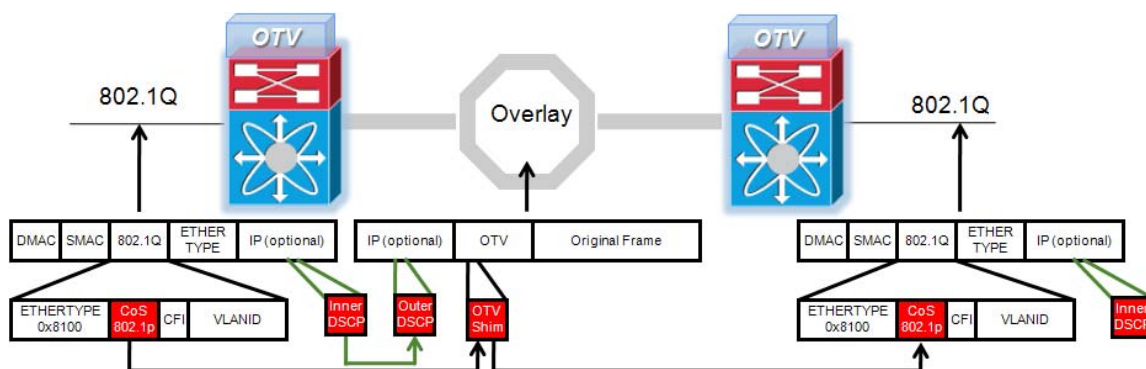 OTV
OTV
802.1Q
Overlay
802.1Q
DMAC SMAC 802.1Q ETHER TYPE IP (optional)
IP (optional) OTV Original Frame
DMAC SMAC 802.1Q ETHER TYPE IP (optional)
ETHERTYPE 0x8100 CoS 802.1p CFI VLANID
Inner DSCP
Outer DSCP
OTV Shim
ETHERTYPE 0x8100 CoS 802.1p CFI VLANID
Inner DSCP